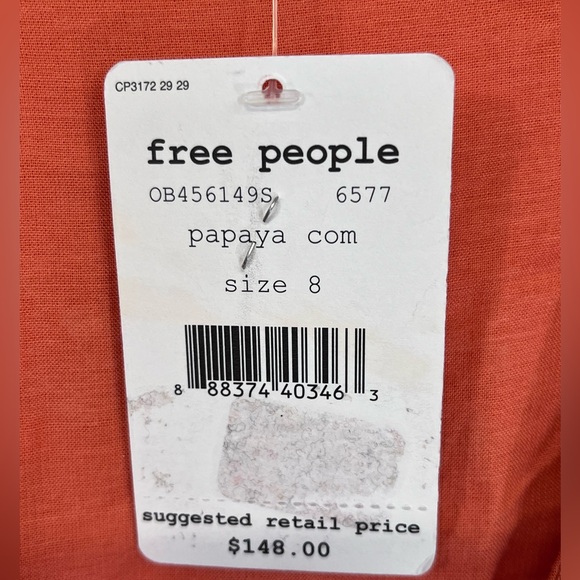 CP3172 29 29
free people
OB456149S 6577
papaya com
size 8
8 88374 40346 3
suggested retail price
$148.00